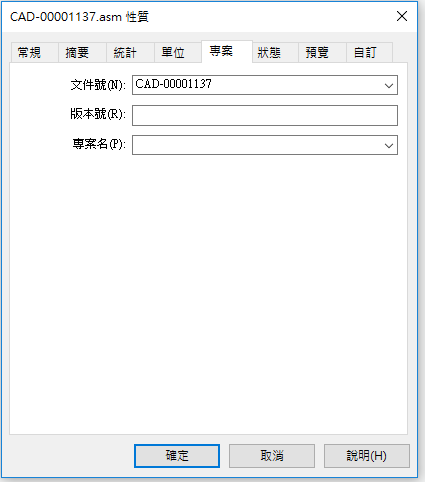 CAD-00001137.asm 性質
常規 摘要 統計 單位 專案 狀態 預覽 自訂
文件號(N): CAD-00001137
版本號(R):
專案名(P):
確定 取消 說明(H)